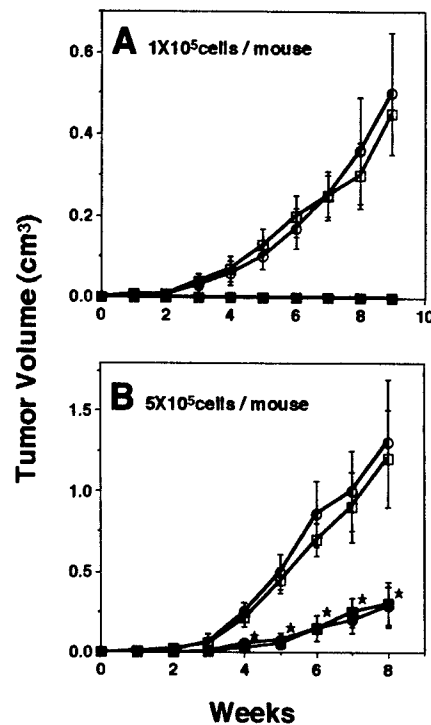 A 1X10⁵cells / mouse
0.6
0.4
0.2
0.0
0 2 4 6 8 10
Tumor Volume (cm³)
B 5X10⁵cells / mouse
1.5
1.0
0.5
0.0
0 2 4 6 8
Weeks